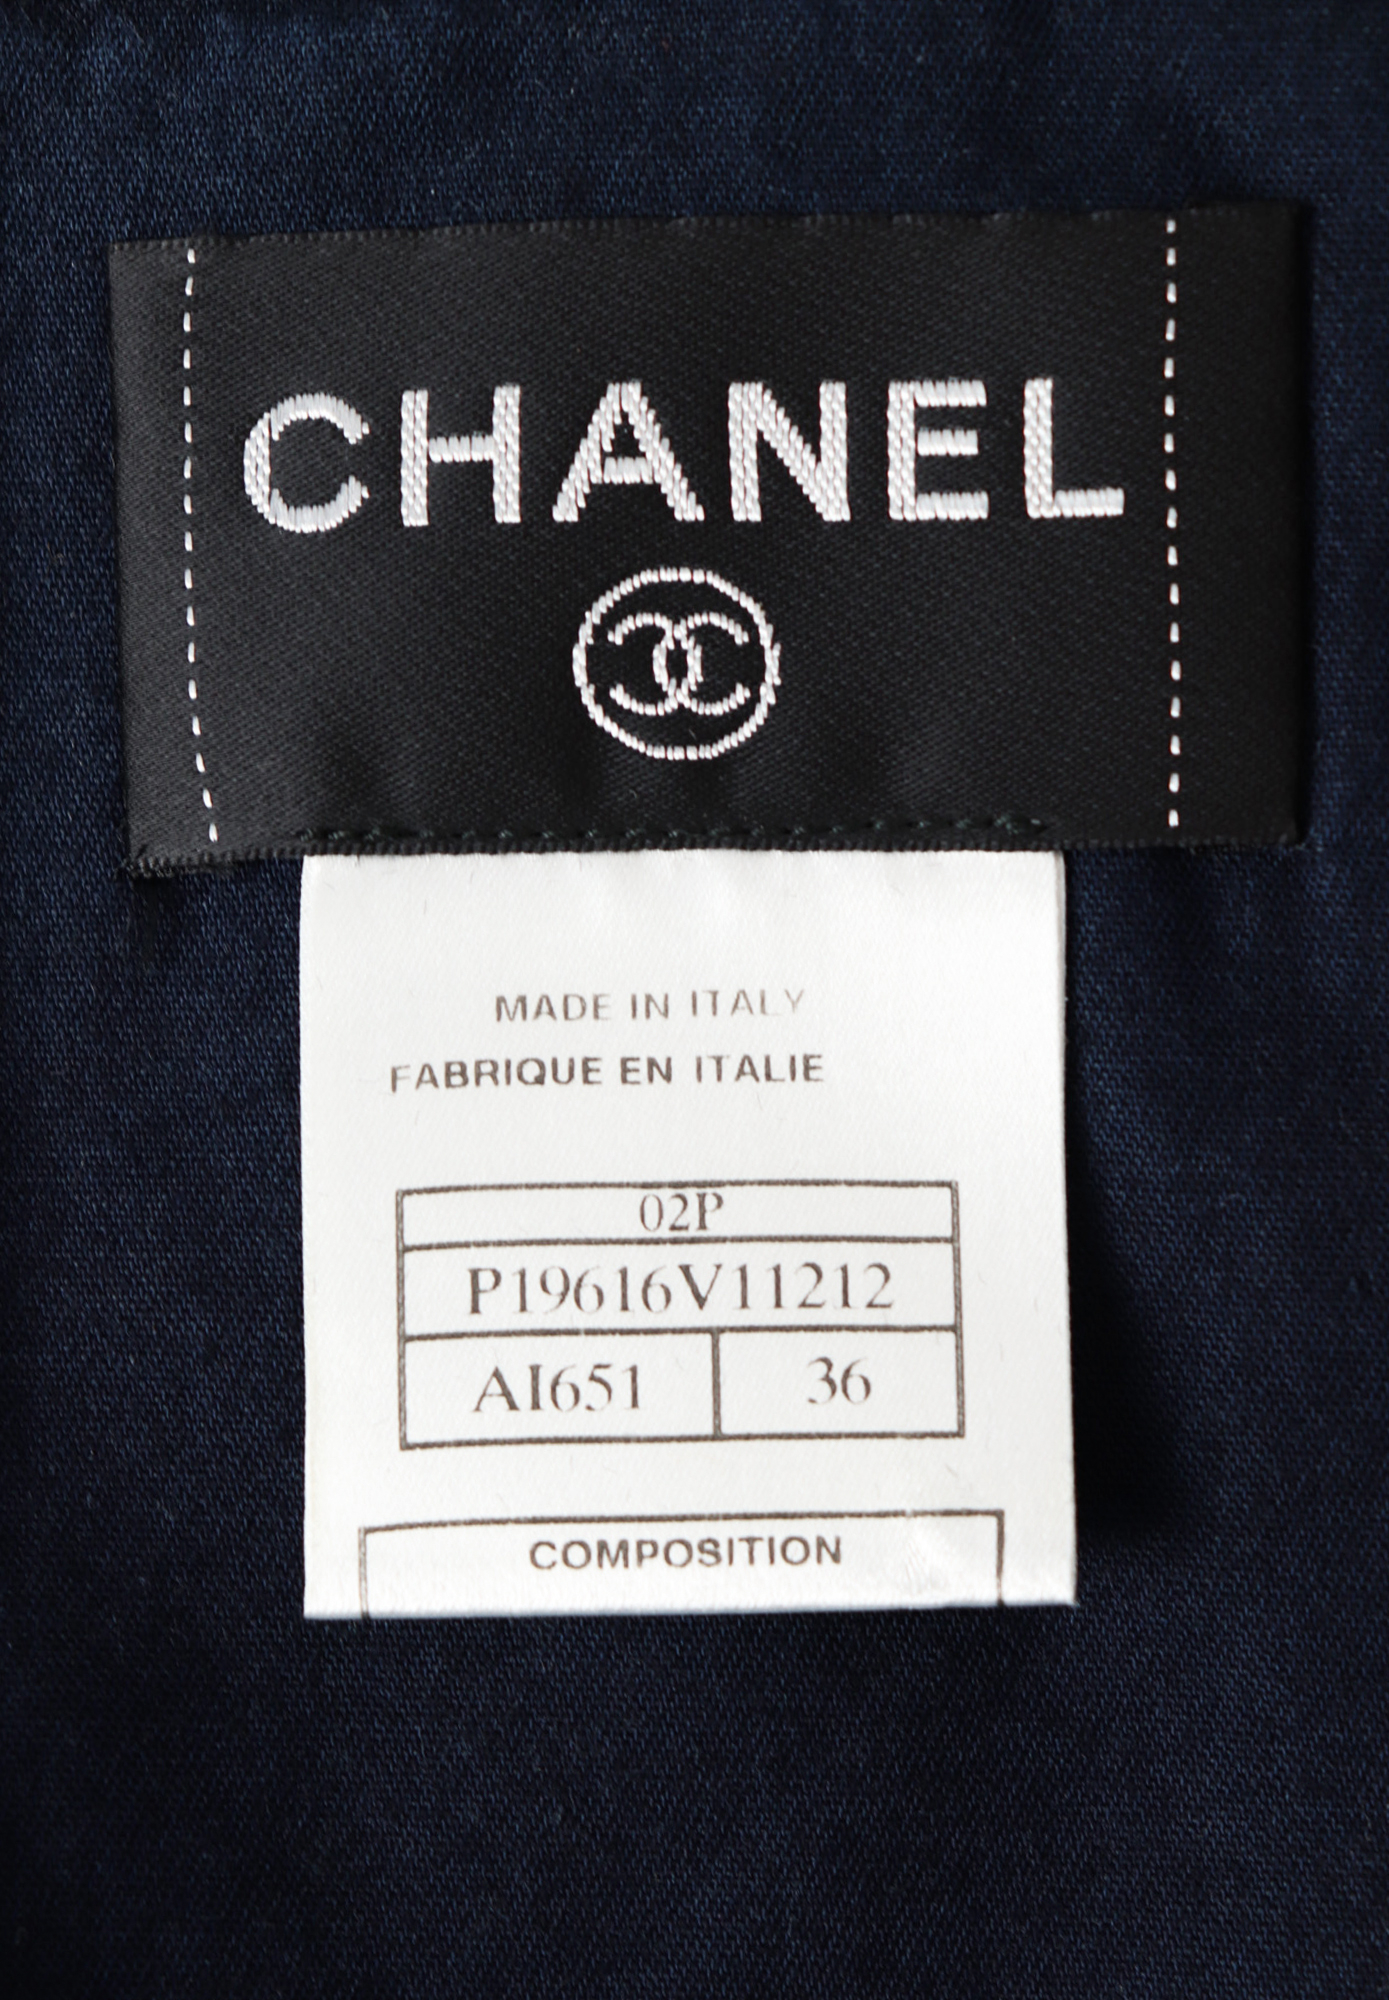 CHANEL
MADE IN ITALY
FABRIQUE EN ITALIE
02P
P19616V11212
AI651 36
COMPOSITION